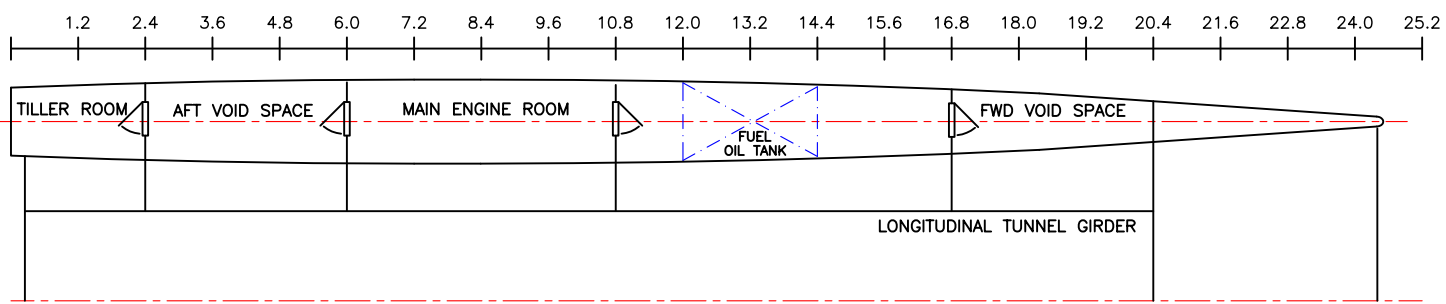 1.2 2.4 3.6 4.8 6.0 7.2 8.4 9.6 10.8 12.0 13.2 14.4 15.6 16.8 18.0 19.2 20.4 21.6 22.8 24.0 25.2
TILLER ROOM AFT VOID SPACE MAIN ENGINE ROOM FWD VOID SPACE
FUEL
OIL TANK
LONGITUDINAL TUNNEL GIRDER